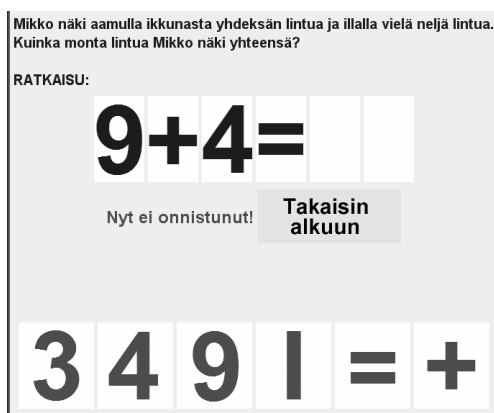 Mikko näki aamulla ikkunasta yhdeksän lintua ja illalla vielä neljä lintua.
Kuinka monta lintua Mikko näki yhteensä?
RATKAISU:
9+4=
Nyt ei onnistunut!
Takaisin
alkuun
3 4 9 1 = +